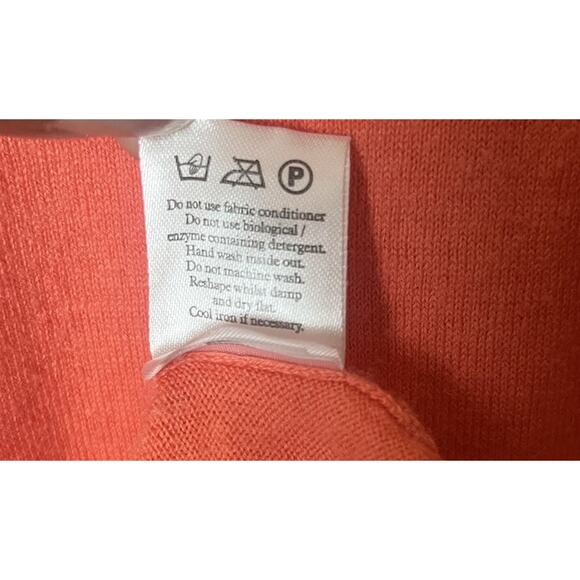 P
Do not use fabric conditioner
Do not use biological /
enzyme containing detergent.
Hand wash inside out.
Do not machine wash.
Reshape whilst damp
and dry flat.
Cool iron if necessary.